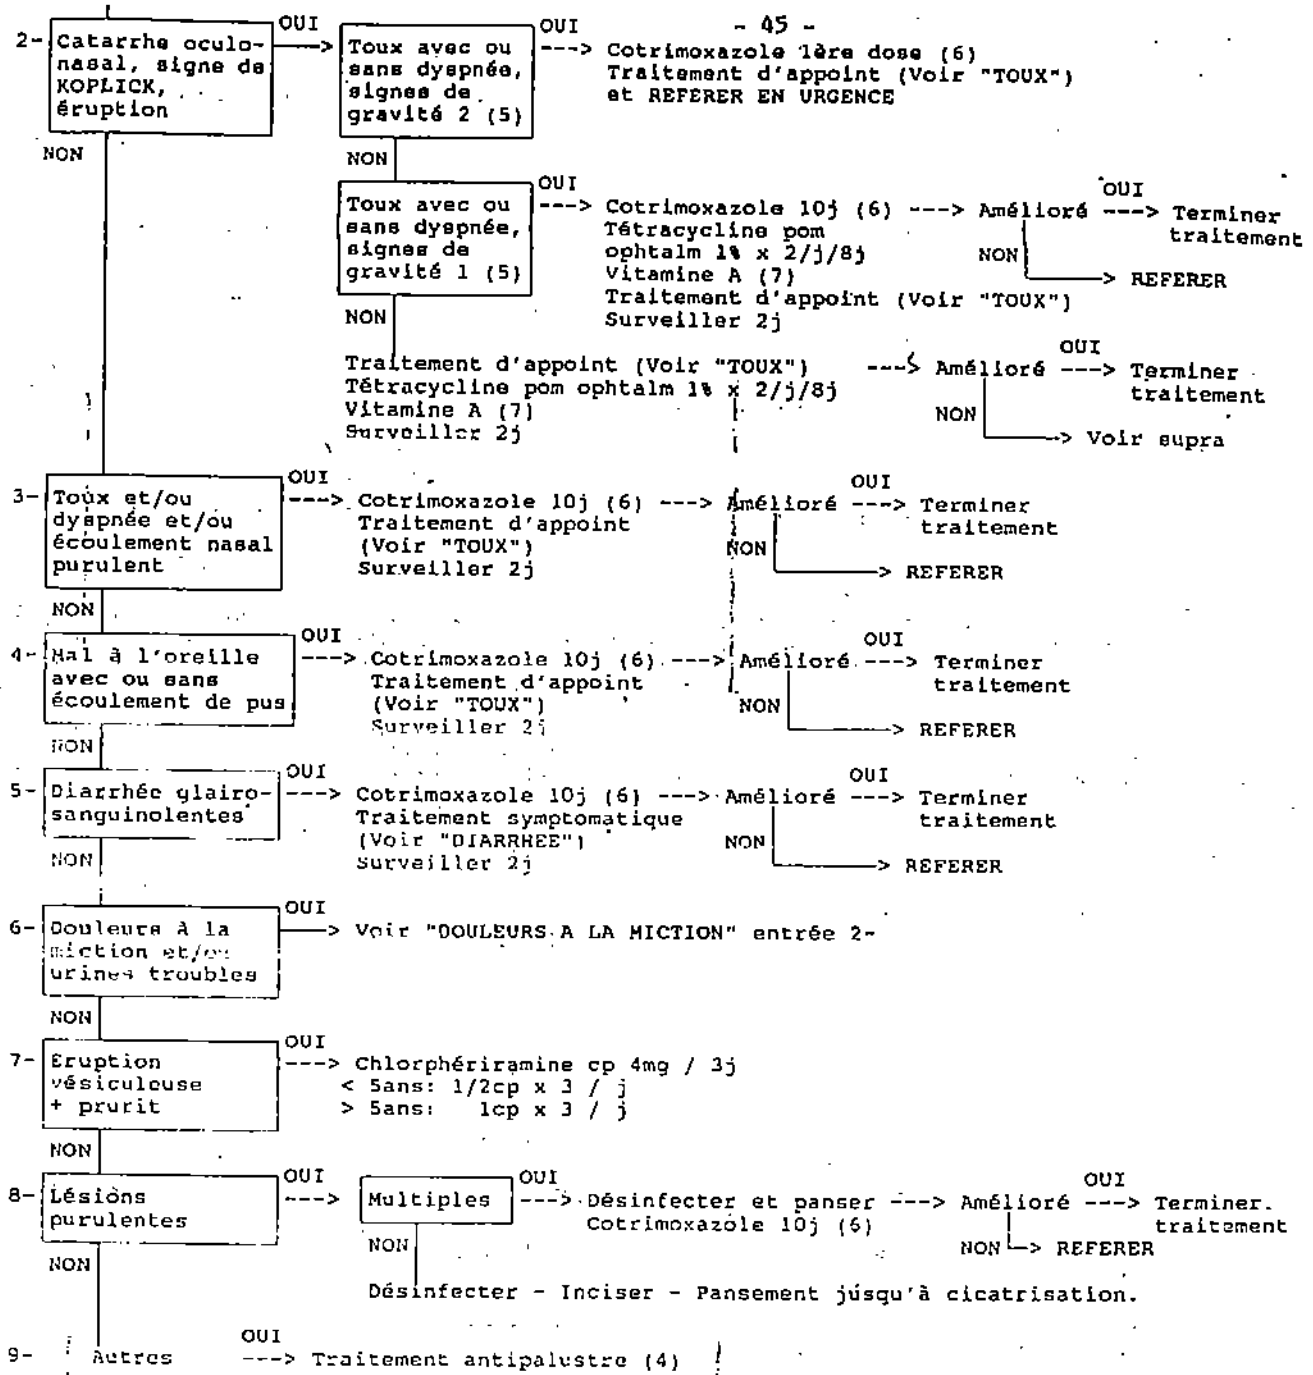 - 45 -
2- Catarrhe oculo-
nasal, signe de
KOPLICK,
éruption
OUI
Toux avec ou
sans dyspnée,
signes de
gravité 2 (5)
OUI
---> Cotrimoxazole 1ère dose (6)
Traitement d'appoint (Voir "TOUX")
et REFERER EN URGENCE
NON
NON
Toux avec ou
sans dyspnée,
signes de
gravité 1 (5)
OUI
---> Cotrimoxazole 10j (6) ---> Amélioré ---> Terminer
traitement
OUI
Tétracycline pom
ophtalm 1% x 2/j/8j
Vitamine A (7)
Traitement d'appoint (Voir "TOUX")
Surveiller 2j
NON
> REFERER
NON
Traitement d'appoint (Voir "TOUX")
Tétracycline pom ophtalm 1% x 2/j/8j
Vitamine A (7)
Surveiller 2j
---> Amélioré ---> Terminer
traitement
OUI
NON
--> Voir supra
3- Toux et/ou
dyspnée et/ou
écoulement nasal
purulent
OUI
---> Cotrimoxazole 10j (6) ---> Amélioré ---> Terminer
traitement
OUI
Traitement d'appoint
(Voir "TOUX")
Surveiller 2j
NON
> REFERER
NON
4- Mal à l'oreille
avec ou sans
écoulement de pus
OUI
---> Cotrimoxazole 10j (6) ---> Amélioré ---> Terminer
traitement
OUI
Traitement d'appoint
(Voir "TOUX")
Surveiller 2j
NON
> REFERER
NON
5- Diarrhée glairo-
sanguinolentes
OUI
---> Cotrimoxazole 10j (6) ---> Amélioré ---> Terminer
traitement
OUI
Traitement symptomatique
(Voir "DIARRHEE")
Surveiller 2j
NON
> REFERER
NON
6- Douleurs à la
miction et/ou
urines troubles
OUI
> Voir "DOULEURS A LA MICTION" entrée 2-
NON
7- Eruption
vésiculeuse
+ prurit
OUI
---> Chlorphériramine cp 4mg / 3j
< 5ans: 1/2cp x 3 / j
> 5ans: 1cp x 3 / j
NON
8- Lésions
purulentes
OUI
---> Multiples
OUI
---> Désinfecter et panser ---> Amélioré ---> Terminer
traitement
OUI
Cotrimoxazole 10j (6)
NON -> REFERER
NON
Désinfecter - Inciser - Pansement jusqu'à cicatrisation.
NON
9- Autres
OUI
---> Traitement antipalustre (4)